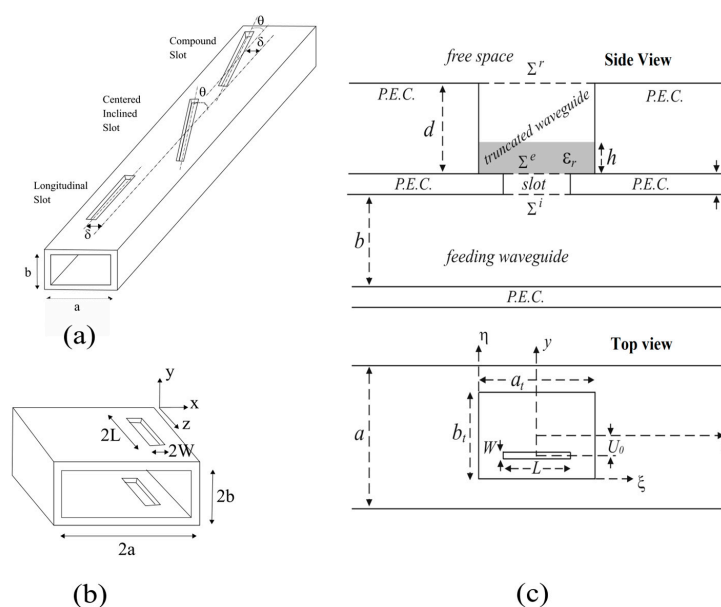 θ
Compound
Slot
δ
θ
Centered
Inclined
Slot
Longitudinal
Slot
δ
b
a
(a)
y
x
z
2L
2W
2b
2a
(b)
free space
Σʳ
Side View
P.E.C.
P.E.C.
d
truncated waveguide
Σᵉ
εᵣ
h
P.E.C.
slot
P.E.C.
Σⁱ
b
feeding waveguide
P.E.C.
Top view
η
y
aₜ
a
bₜ
W
L
U₀
ξ
(c)